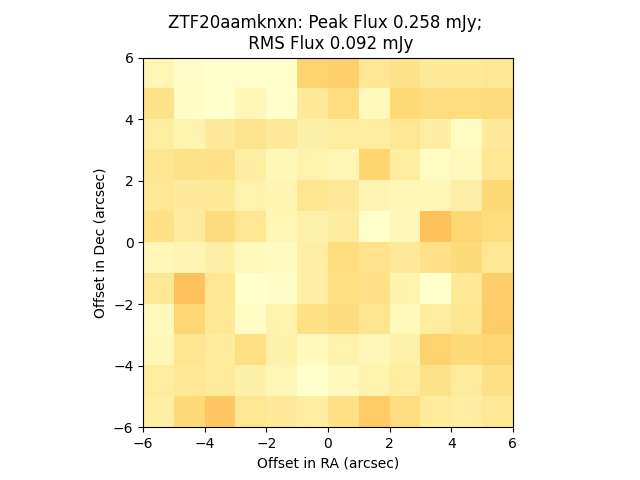 ZTF20aamknxn: Peak Flux 0.258 mJy;
RMS Flux 0.092 mJy
6
4
2
0
−2
−4
−6
Offset in Dec (arcsec)
−6 −4 −2 0 2 4 6
Offset in RA (arcsec)